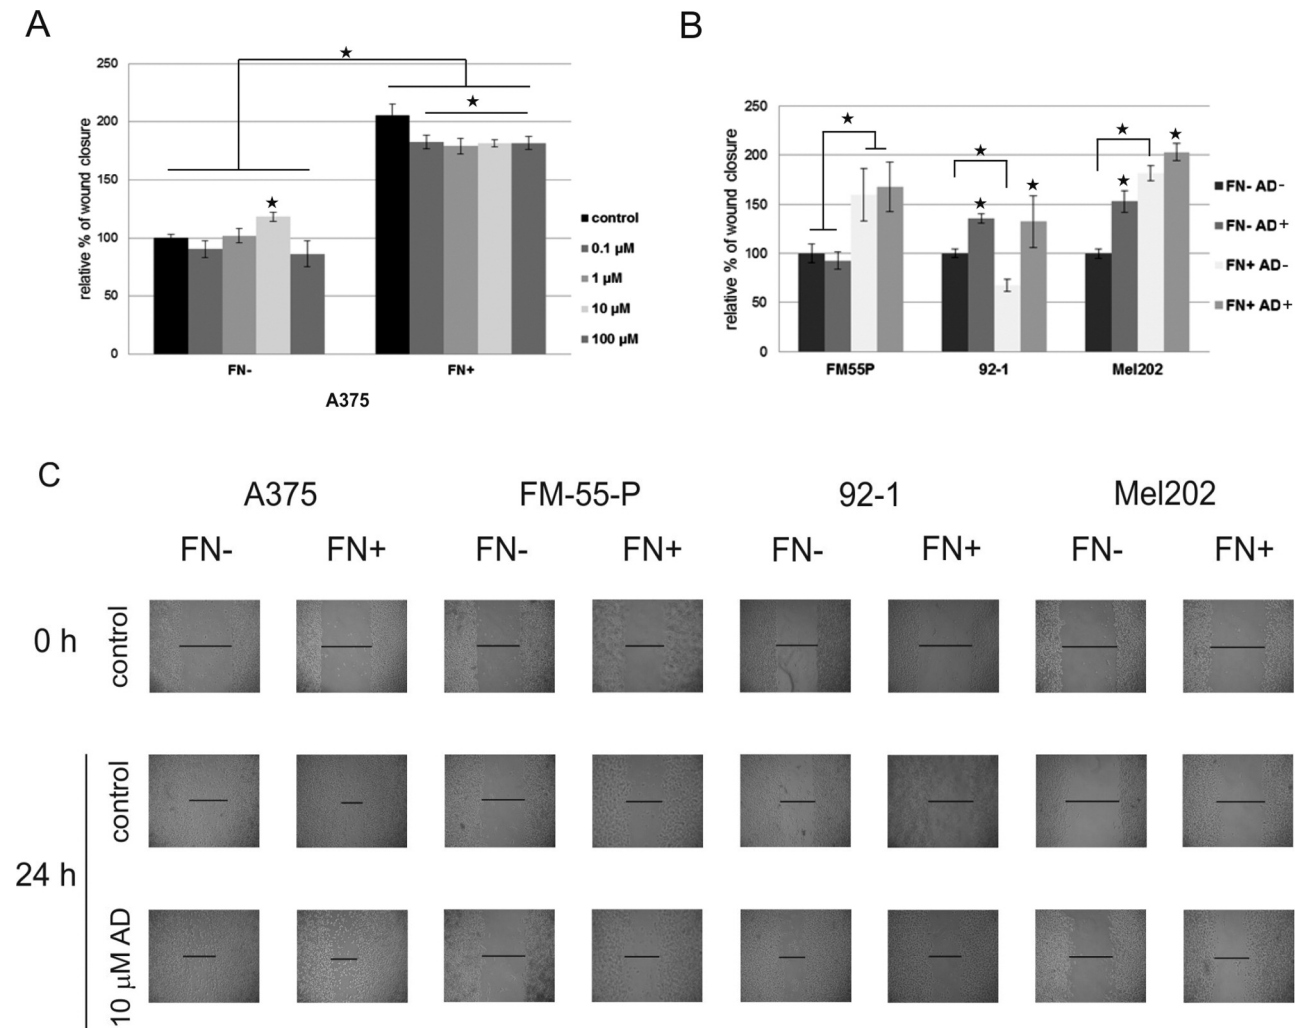 A
relative % of wound closure
250
200
150
100
50
0
★
★
★
FN-
FN+
A375
control
0.1 µM
1 µM
10 µM
100 µM
B
relative % of wound closure
250
200
150
100
50
0
★
★
★
★
★
★
★
FM55P
92-1
Mel202
FN- AD-
FN- AD+
FN+ AD-
FN+ AD+
C
A375 FM-55-P 92-1 Mel202
FN- FN+ FN- FN+ FN- FN+ FN- FN+
0 h
control
24 h
control
10 µM AD